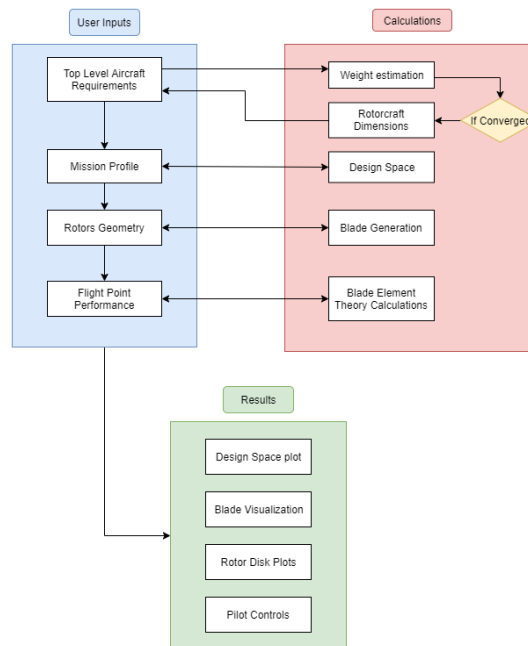 User Inputs
Calculations
Top Level Aircraft
Requirements
Weight estimation
Rotorcraft
Dimensions
If Converged
Mission Profile
Design Space
Rotors Geometry
Blade Generation
Flight Point
Performance
Blade Element
Theory Calculations
Results
Design Space plot
Blade Visualization
Rotor Disk Plots
Pilot Controls